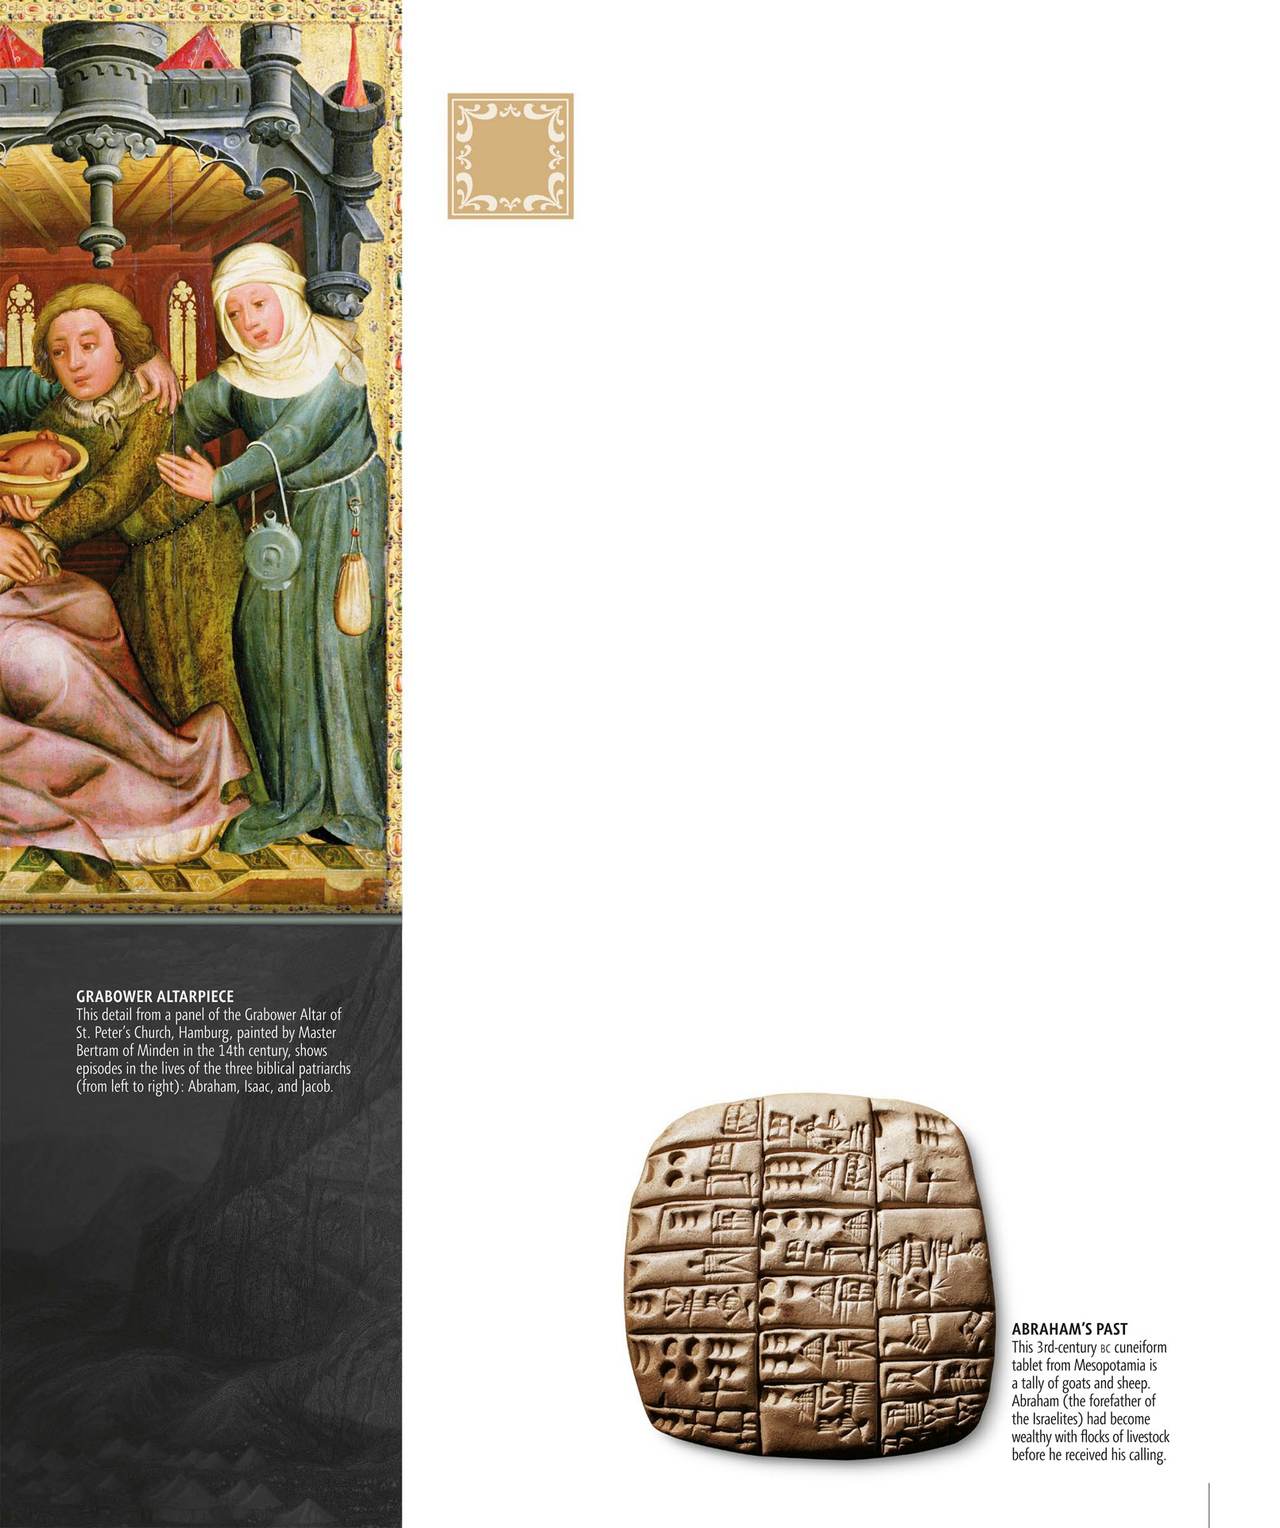 GRABOWER ALTARPIECE
This detail from a panel of the Grabower Altar of
St. Peter's Church, Hamburg, painted by Master
Bertram of Minden in the 14th century, shows
episodes in the lives of the three biblical patriarchs
(from left to right): Abraham, Isaac, and Jacob.
ABRAHAM'S PAST
This 3rd-century BC cuneiform
tablet from Mesopotamia is
a tally of goats and sheep.
Abraham (the forefather of
the Israelites) had become
wealthy with flocks of livestock
before he received his calling.